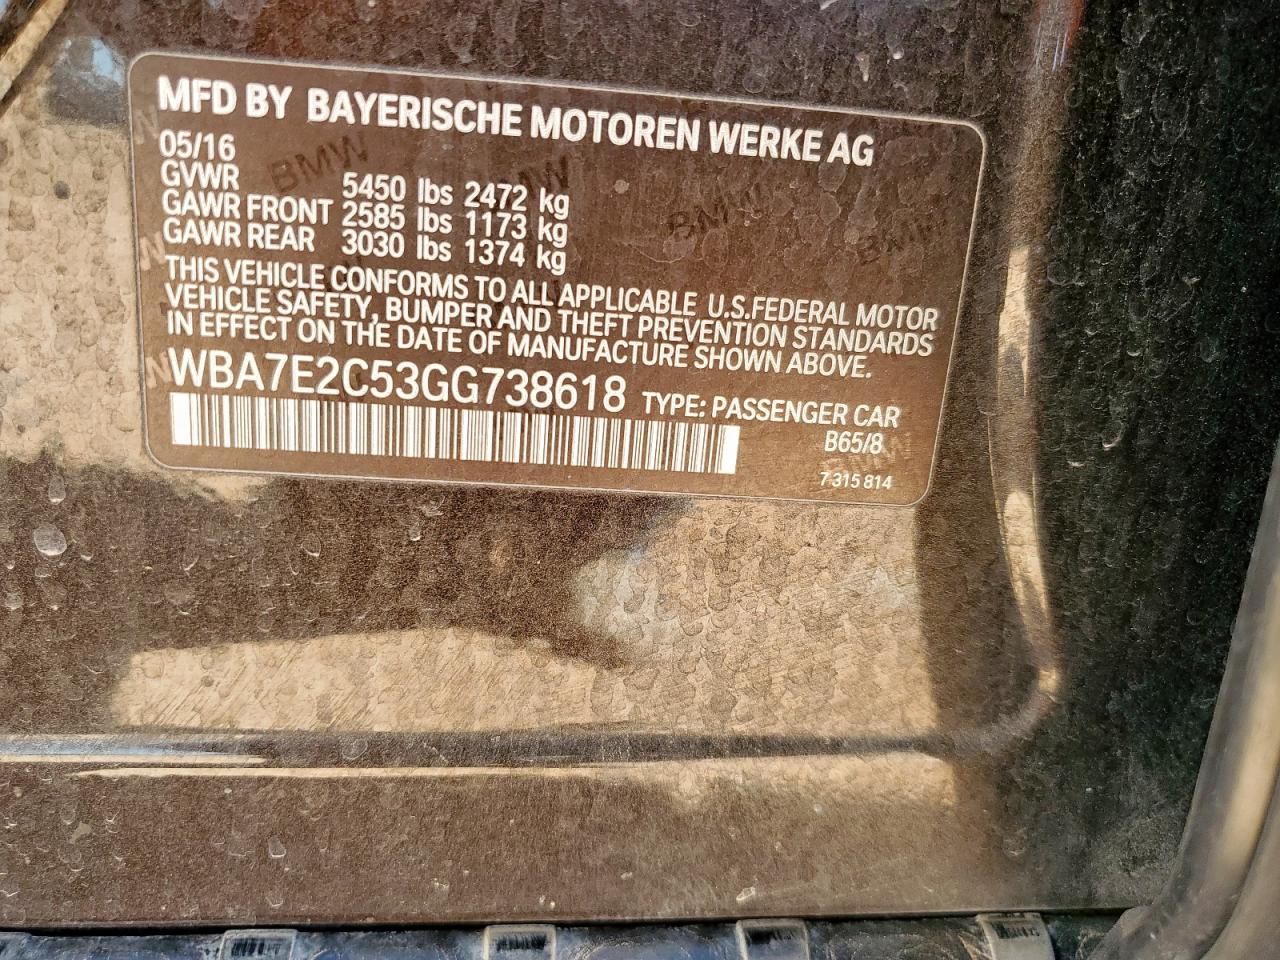 MFD BY BAYERISCHE MOTOREN WERKE AG
05/16
GVWR 5450 lbs 2472 kg
GAWR FRONT 2585 lbs 1173 kg
GAWR REAR 3030 lbs 1374 kg
THIS VEHICLE CONFORMS TO ALL APPLICABLE U.S.FEDERAL MOTOR
VEHICLE SAFETY, BUMPER AND THEFT PREVENTION STANDARDS
IN EFFECT ON THE DATE OF MANUFACTURE SHOWN ABOVE.
WBA7E2C53GG738618 TYPE: PASSENGER CAR
B65/8
7 315 814